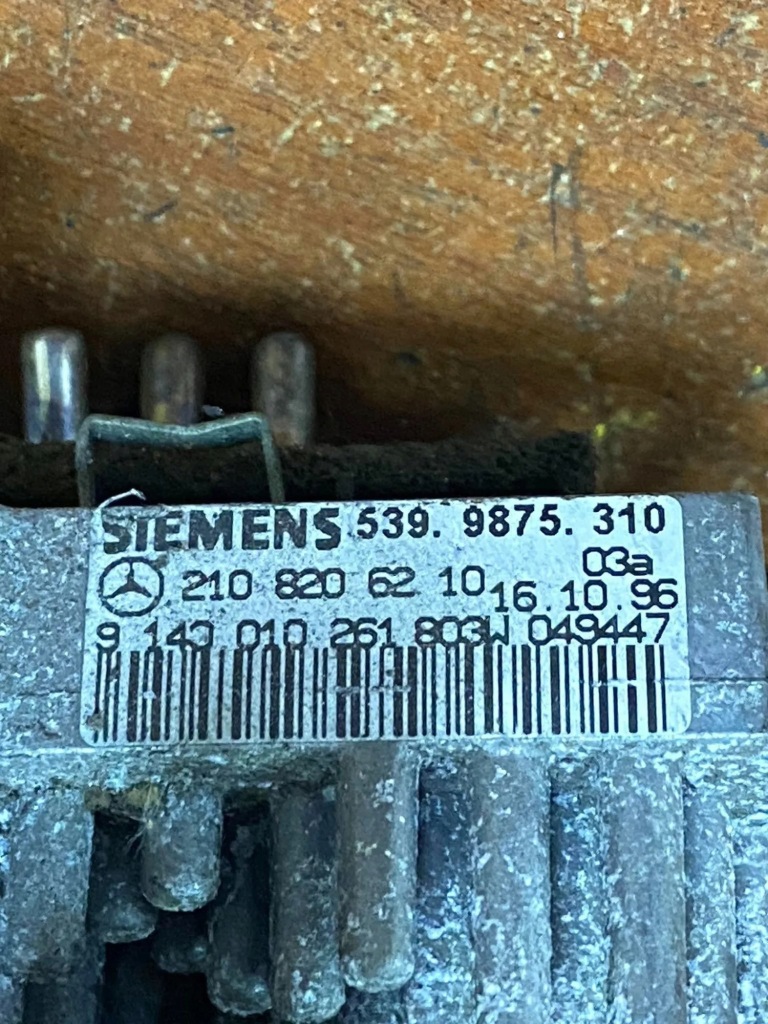 SIEMENS 539. 9875. 310
03a
210 820 62 10 16.10.96
9 140 010 261 803W 049447